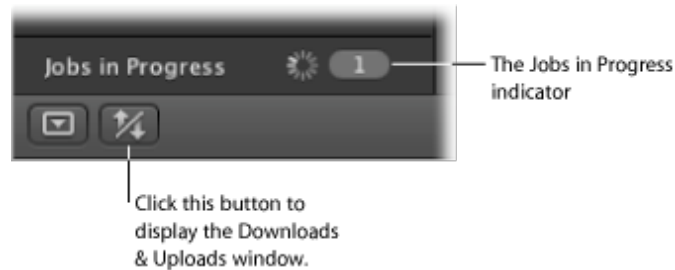 Jobs in Progress
1
The Jobs in Progress
indicator
Click this button to
display the Downloads
& Uploads window.